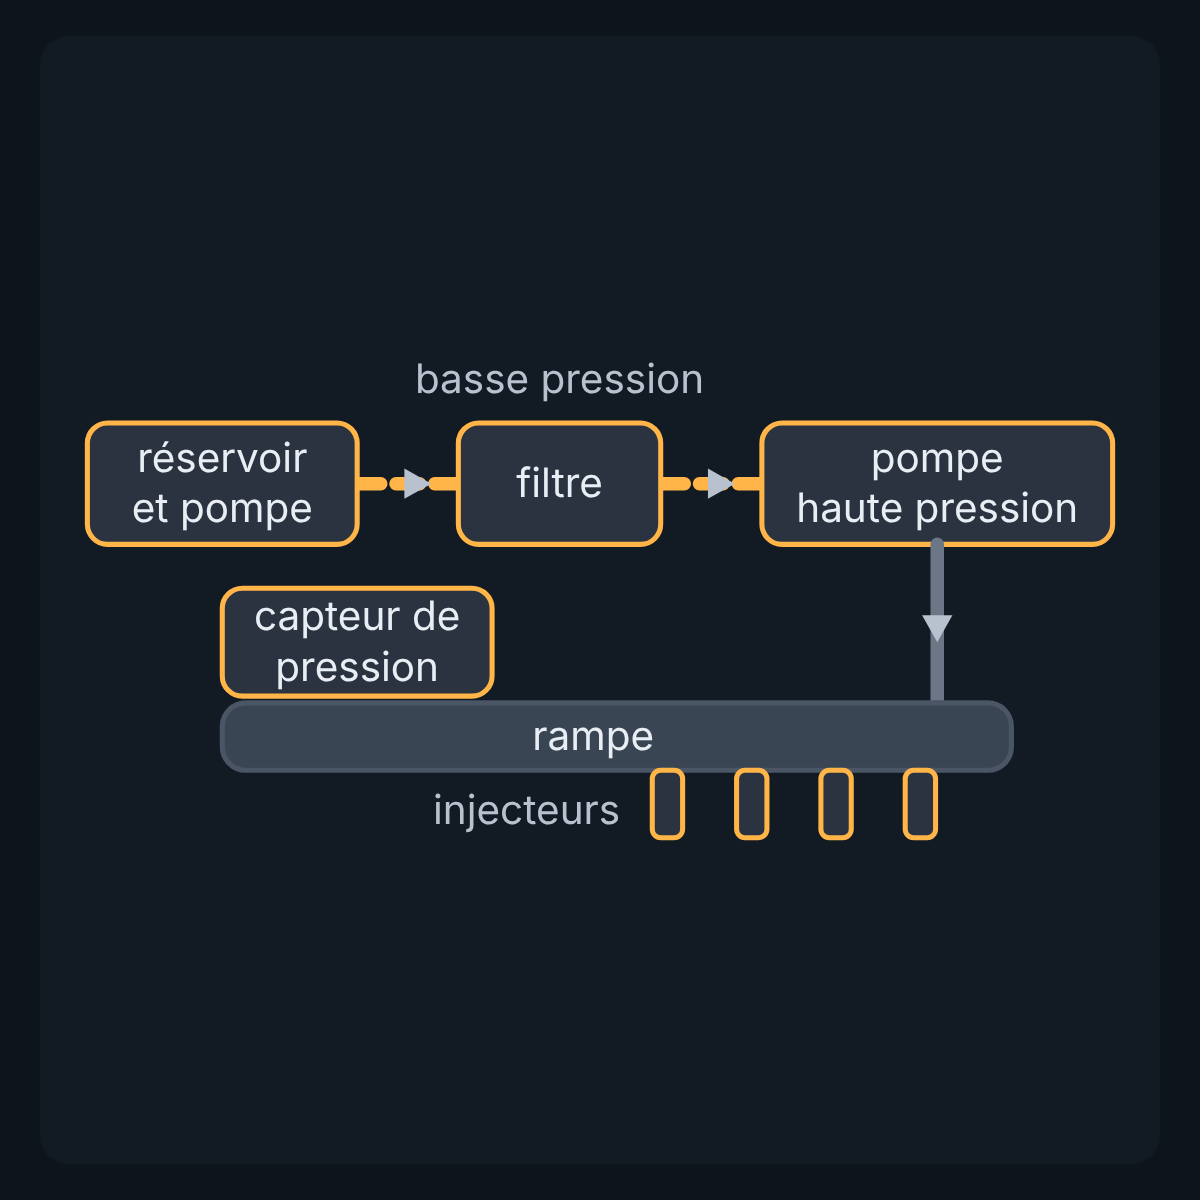 basse pression
réservoir
et pompe
filtre
pompe
haute pression
capteur de
pression
rampe
injecteurs